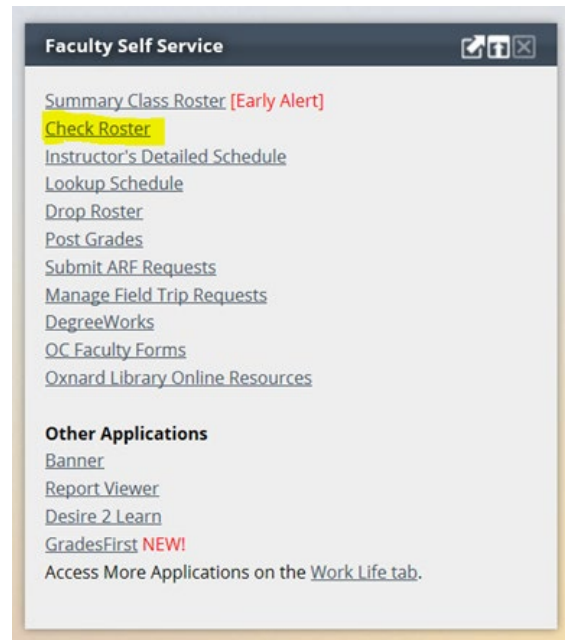 Faculty Self Service
Summary Class Roster [Early Alert]
Check Roster
Instructor's Detailed Schedule
Lookup Schedule
Drop Roster
Post Grades
Submit ARF Requests
Manage Field Trip Requests
DegreeWorks
OC Faculty Forms
Oxnard Library Online Resources
Other Applications
Banner
Report Viewer
Desire 2 Learn
GradesFirst NEW!
Access More Applications on the Work Life tab.